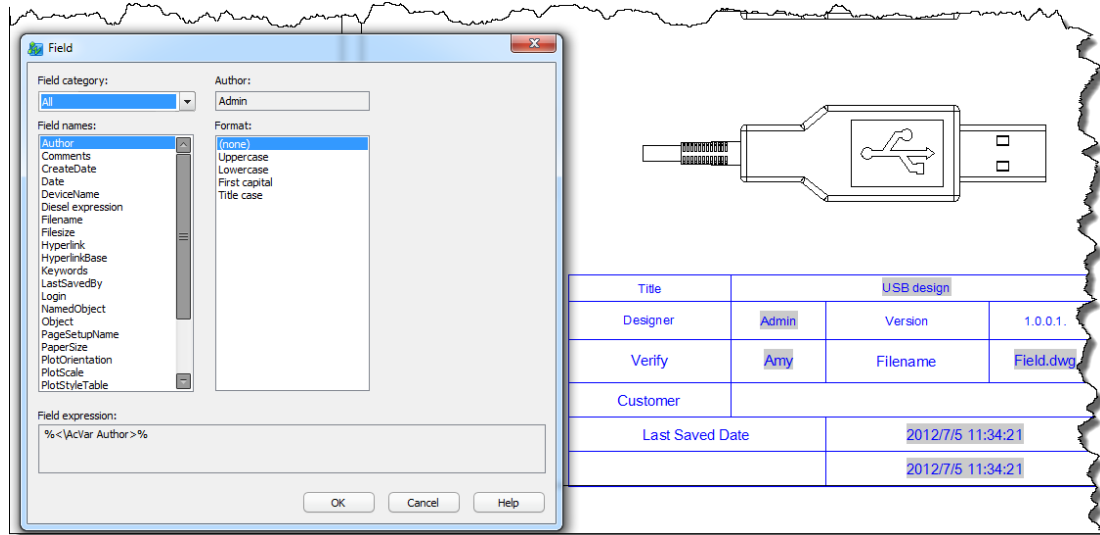 Field
Field category:
Author:
All
Admin
Field names:
Format:
Author
Comments
CreateDate
Date
DeviceName
Diesel expression
Filename
Filesize
Hyperlink
HyperlinkBase
Keywords
LastSavedBy
Login
NamedObject
Object
PageSetupName
PaperSize
PlotOrientation
PlotScale
PlotStyleTable
(none)
Uppercase
Lowercase
First capital
Title case
Field expression:
%<\AcVar Author>%
OK Cancel Help
Title USB design
Designer Admin Version 1.0.0.1.
Verify Amy Filename Field.dwg
Customer
Last Saved Date 2012/7/5 11:34:21
2012/7/5 11:34:21